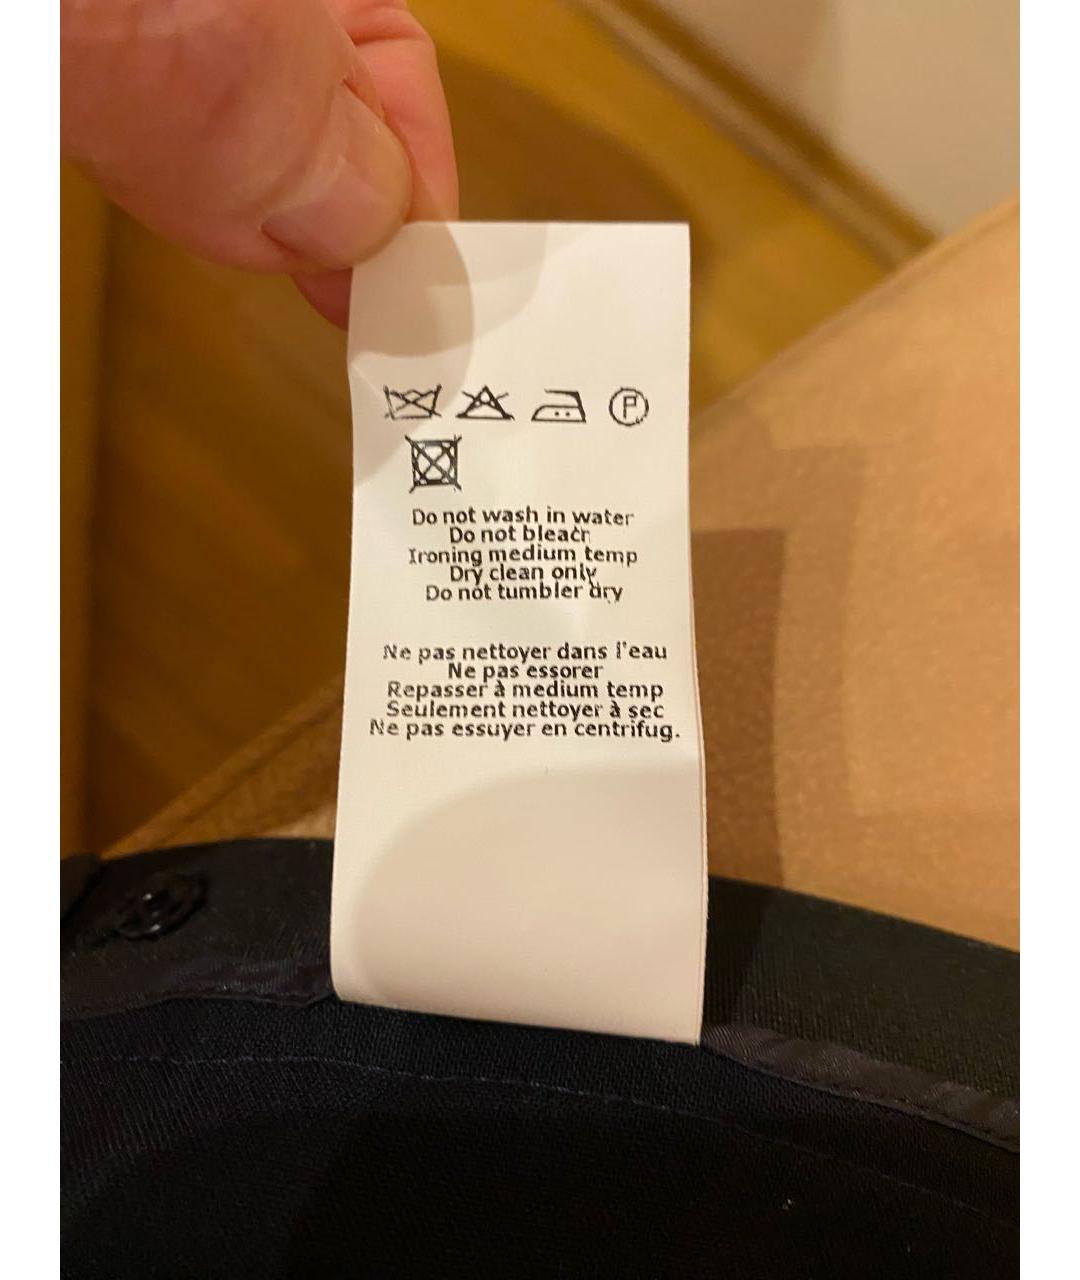 P
Do not wash in water
Do not bleach
Ironing medium temp
Dry clean only
Do not tumbler dry
Ne pas nettoyer dans l'eau
Ne pas essorer
Repasser à medium temp
Seulement nettoyer à sec
Ne pas essuyer en centrifug.